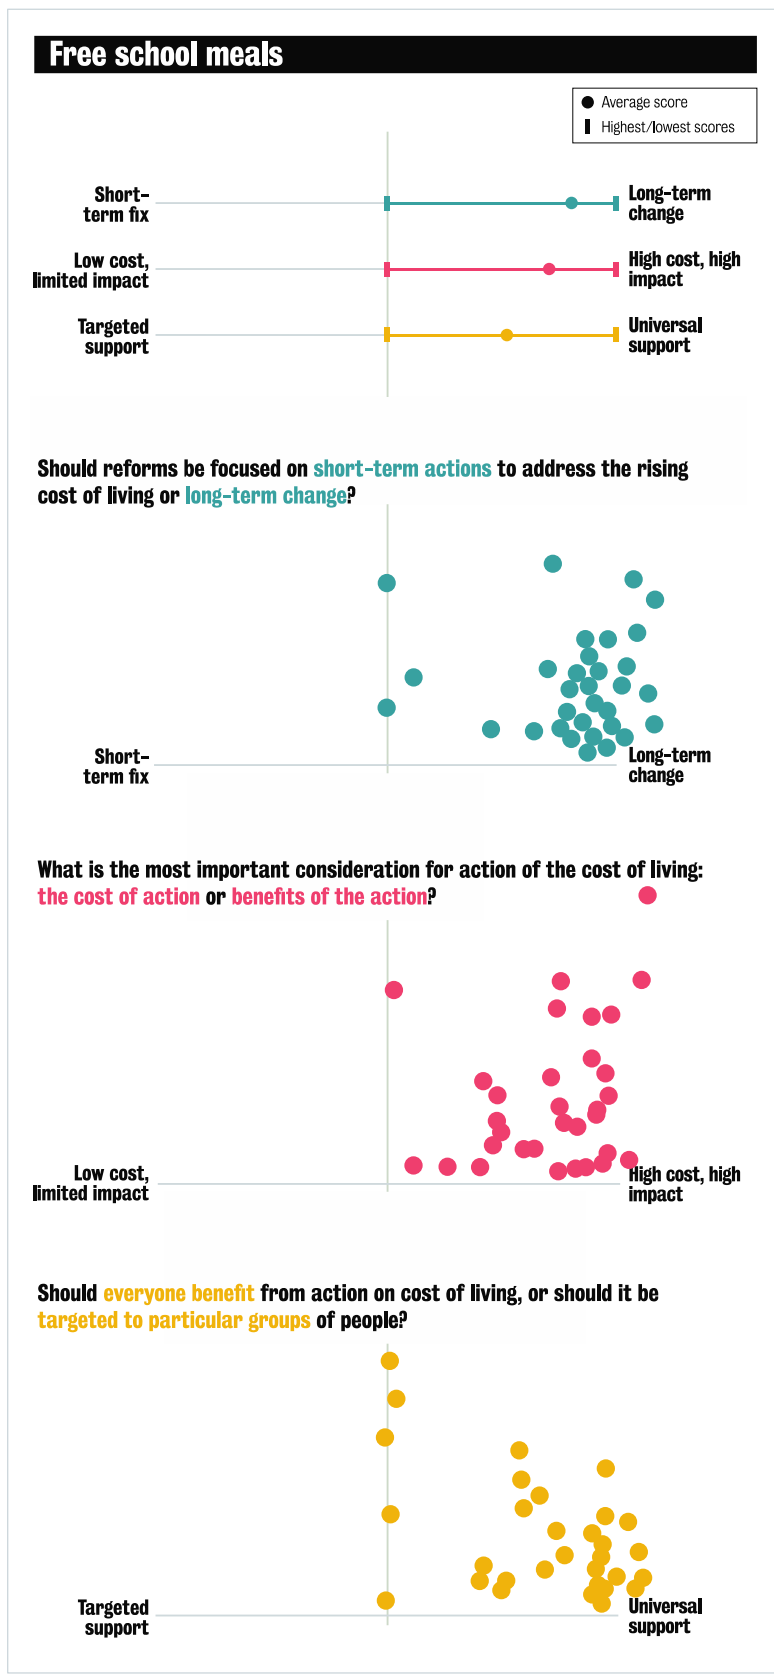 Free school meals
Average score
Highest/lowest scores
Short-
term fix
Long-term
change
Low cost,
limited impact
High cost, high
impact
Targeted
support
Universal
support
Should reforms be focused on short-term actions to address the rising
cost of living or long-term change?
Short-
term fix
Long-term
change
What is the most important consideration for action of the cost of living:
the cost of action or benefits of the action?
Low cost,
limited impact
High cost, high
impact
Should everyone benefit from action on cost of living, or should it be
targeted to particular groups of people?
Targeted
support
Universal
support